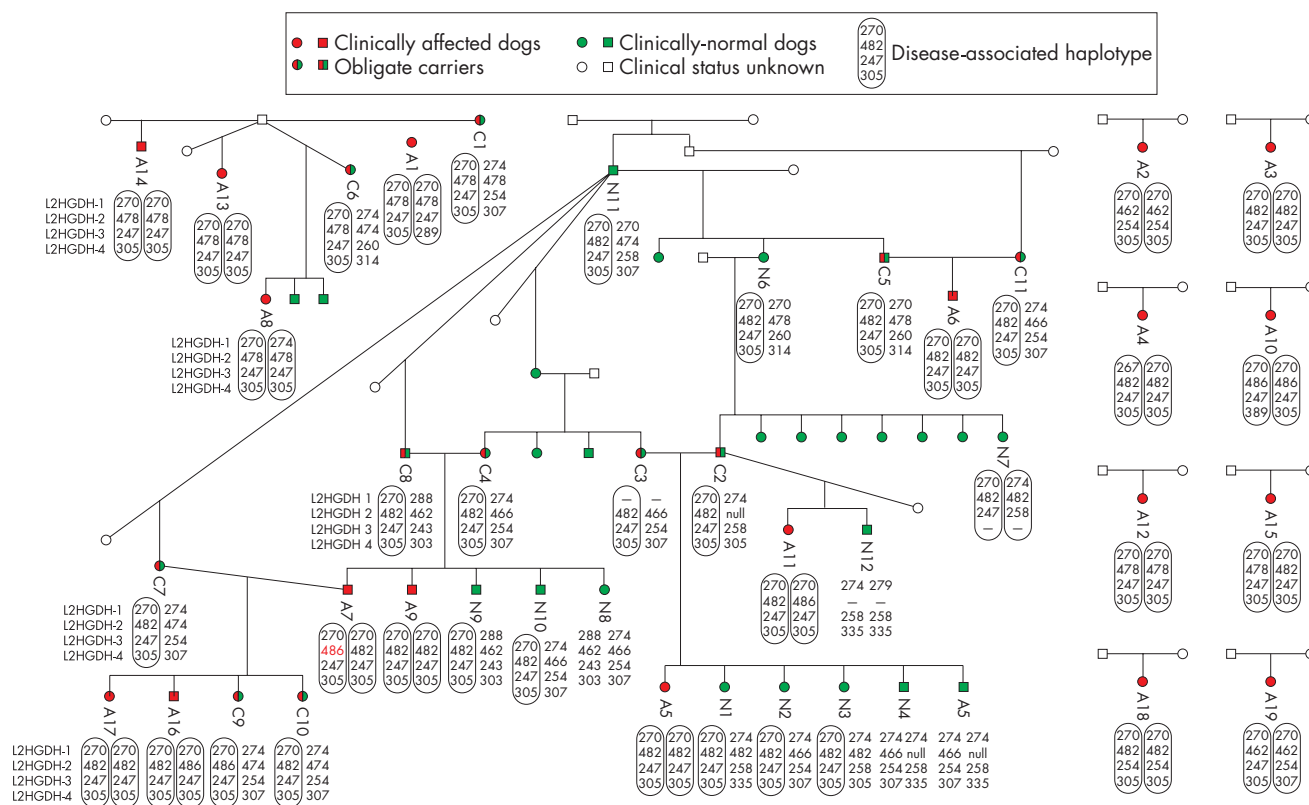 Clinically affected dogs
Obligate carriers
Clinically-normal dogs
Clinical status unknown
270
482
247
305
Disease-associated haplotype
A14
L2HGDH-1 270 270
L2HGDH-2 478 478
L2HGDH-3 247 247
L2HGDH-4 305 305
A13
270 270
478 478
247 247
305 305
C6
270 274
478 474
247 260
305 314
A1
270 270
478 478
247 247
305 289
C1
270 274
478 478
247 254
305 307
A8
L2HGDH-1 270 274
L2HGDH-2 478 478
L2HGDH-3 247 247
L2HGDH-4 305 305
N11
270 270
482 474
247 258
305 307
N6
270 270
482 478
247 260
305 314
C5
270 270
482 478
247 260
305 314
A6
270 270
482 482
247 247
305 305
C11
270 274
482 466
247 254
305 307
A2
270 270
462 462
254 254
305 305
A3
270 270
482 482
247 247
305 305
A4
267 270
482 482
247 247
305 305
A10
270 270
486 486
247 247
389 305
C8
L2HGDH 1 270 288
L2HGDH 2 482 462
L2HGDH 3 247 243
L2HGDH 4 305 303
C4
270 274
482 466
247 254
305 307
C3
– –
482 466
247 254
305 307
C2
270 274
482 null
247 258
305 305
N7
270 274
482 482
247 258
– –
A11
270 270
482 486
247 247
305 305
N12
274 279
– –
258 258
335 335
A12
270 270
478 478
247 247
305 305
A15
270 270
478 482
247 247
305 305
C7
L2HGDH-1 270 274
L2HGDH-2 482 474
L2HGDH-3 247 254
L2HGDH-4 305 307
A7
270 270
486 482
247 247
305 305
A9
270 270
482 482
247 247
305 305
N9
270 288
482 462
247 243
305 303
N10
270 274
482 466
247 254
305 307
N8
288 274
462 466
243 254
303 307
A17
L2HGDH-1 270 270
L2HGDH-2 482 482
L2HGDH-3 247 247
L2HGDH-4 305 305
A16
270 270
482 486
247 247
305 305
C9
270 274
486 474
247 254
305 307
C10
270 274
482 474
247 254
305 307
A5
270 270
482 482
247 247
305 305
N1
270 274
482 482
247 258
305 335
N2
270 274
482 466
247 254
305 307
N3
270 274
482 482
247 258
305 305
N4
274 274
466 null
254 258
307 335
A5
274 274
466 null
254 258
307 335
A18
270 270
482 482
254 254
305 305
A19
270 270
462 462
254 254
305 307